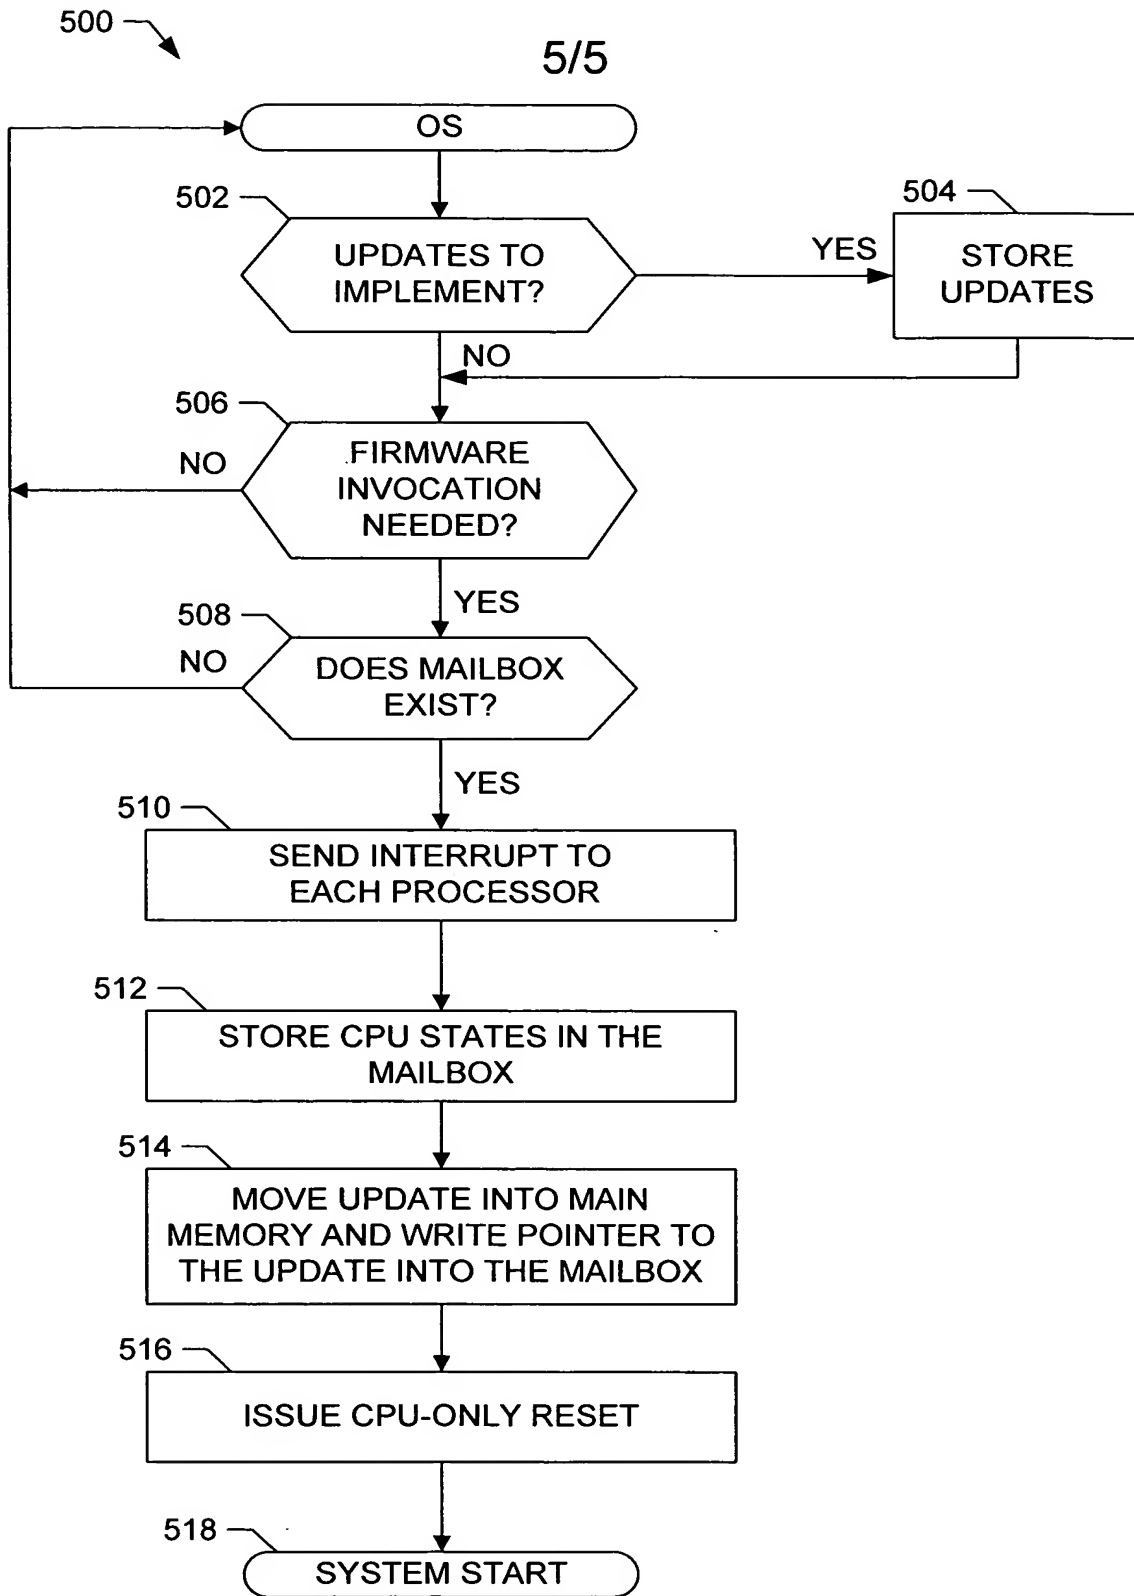 500
5/5
OS
502
UPDATES TO
IMPLEMENT?
YES
504
STORE
UPDATES
NO
506
FIRMWARE
INVOCATION
NEEDED?
NO
YES
508
DOES MAILBOX
EXIST?
NO
YES
510
SEND INTERRUPT TO
EACH PROCESSOR
512
STORE CPU STATES IN THE
MAILBOX
514
MOVE UPDATE INTO MAIN
MEMORY AND WRITE POINTER TO
THE UPDATE INTO THE MAILBOX
516
ISSUE CPU-ONLY RESET
518
SYSTEM START